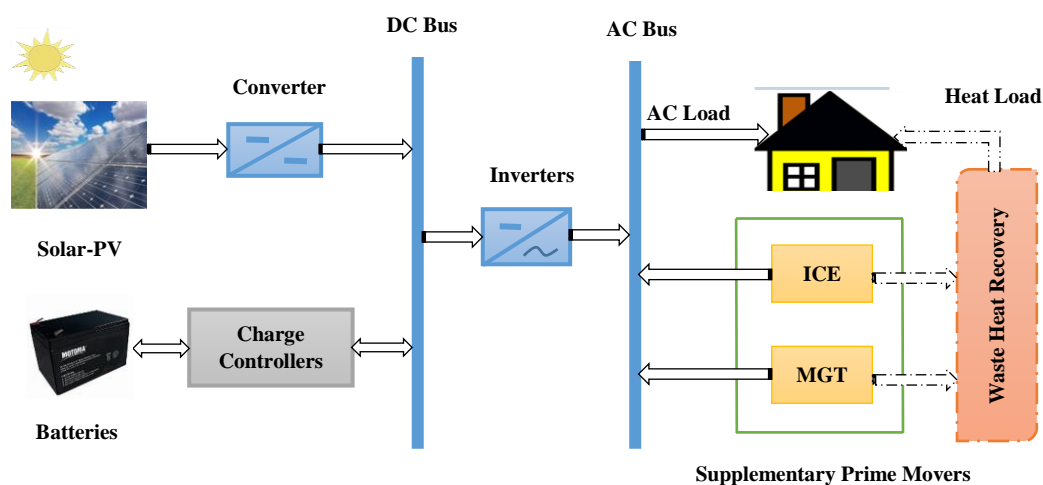 DC Bus
AC Bus
Converter
AC Load
Heat Load
Inverters
Solar-PV
ICE
Waste Heat Recovery
Charge
Controllers
MGT
Batteries
Supplementary Prime Movers